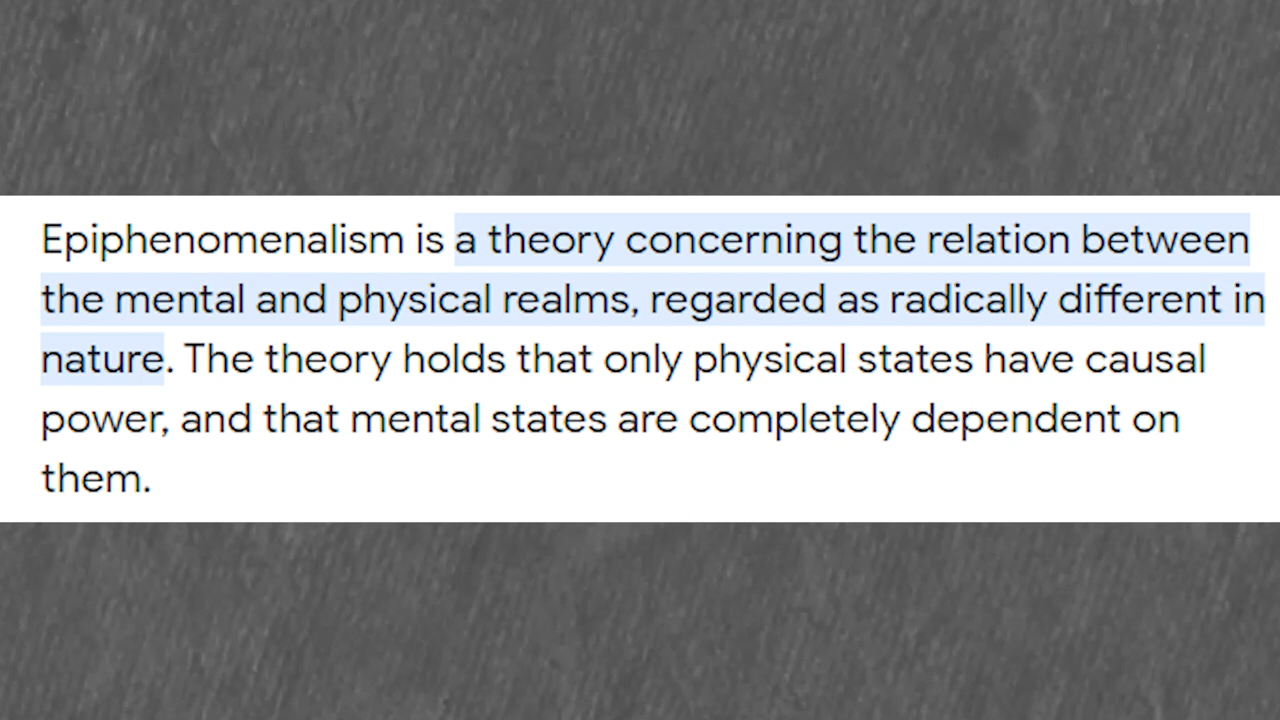 Epiphenomenalism is a theory concerning the relation between
the mental and physical realms, regarded as radically different in
nature. The theory holds that only physical states have causal
power, and that mental states are completely dependent on
them.